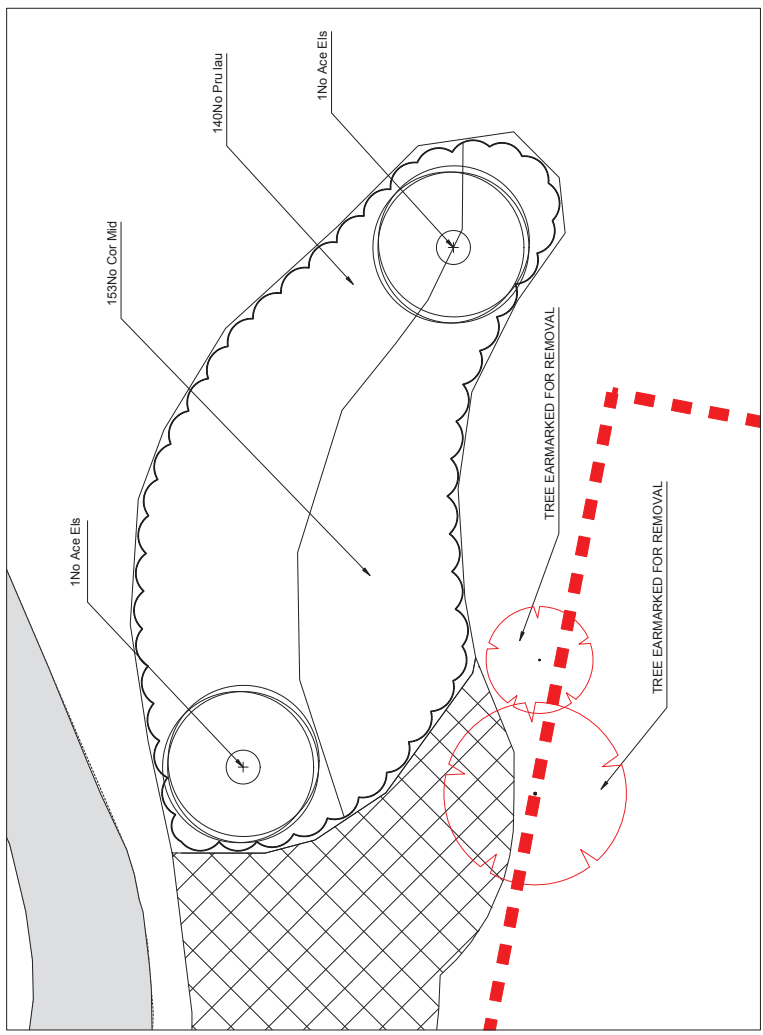 1No Ace Els
153No Cor Mid
140No Pru lau
1No Ace Els
TREE EARMARKED FOR REMOVAL
TREE EARMARKED FOR REMOVAL